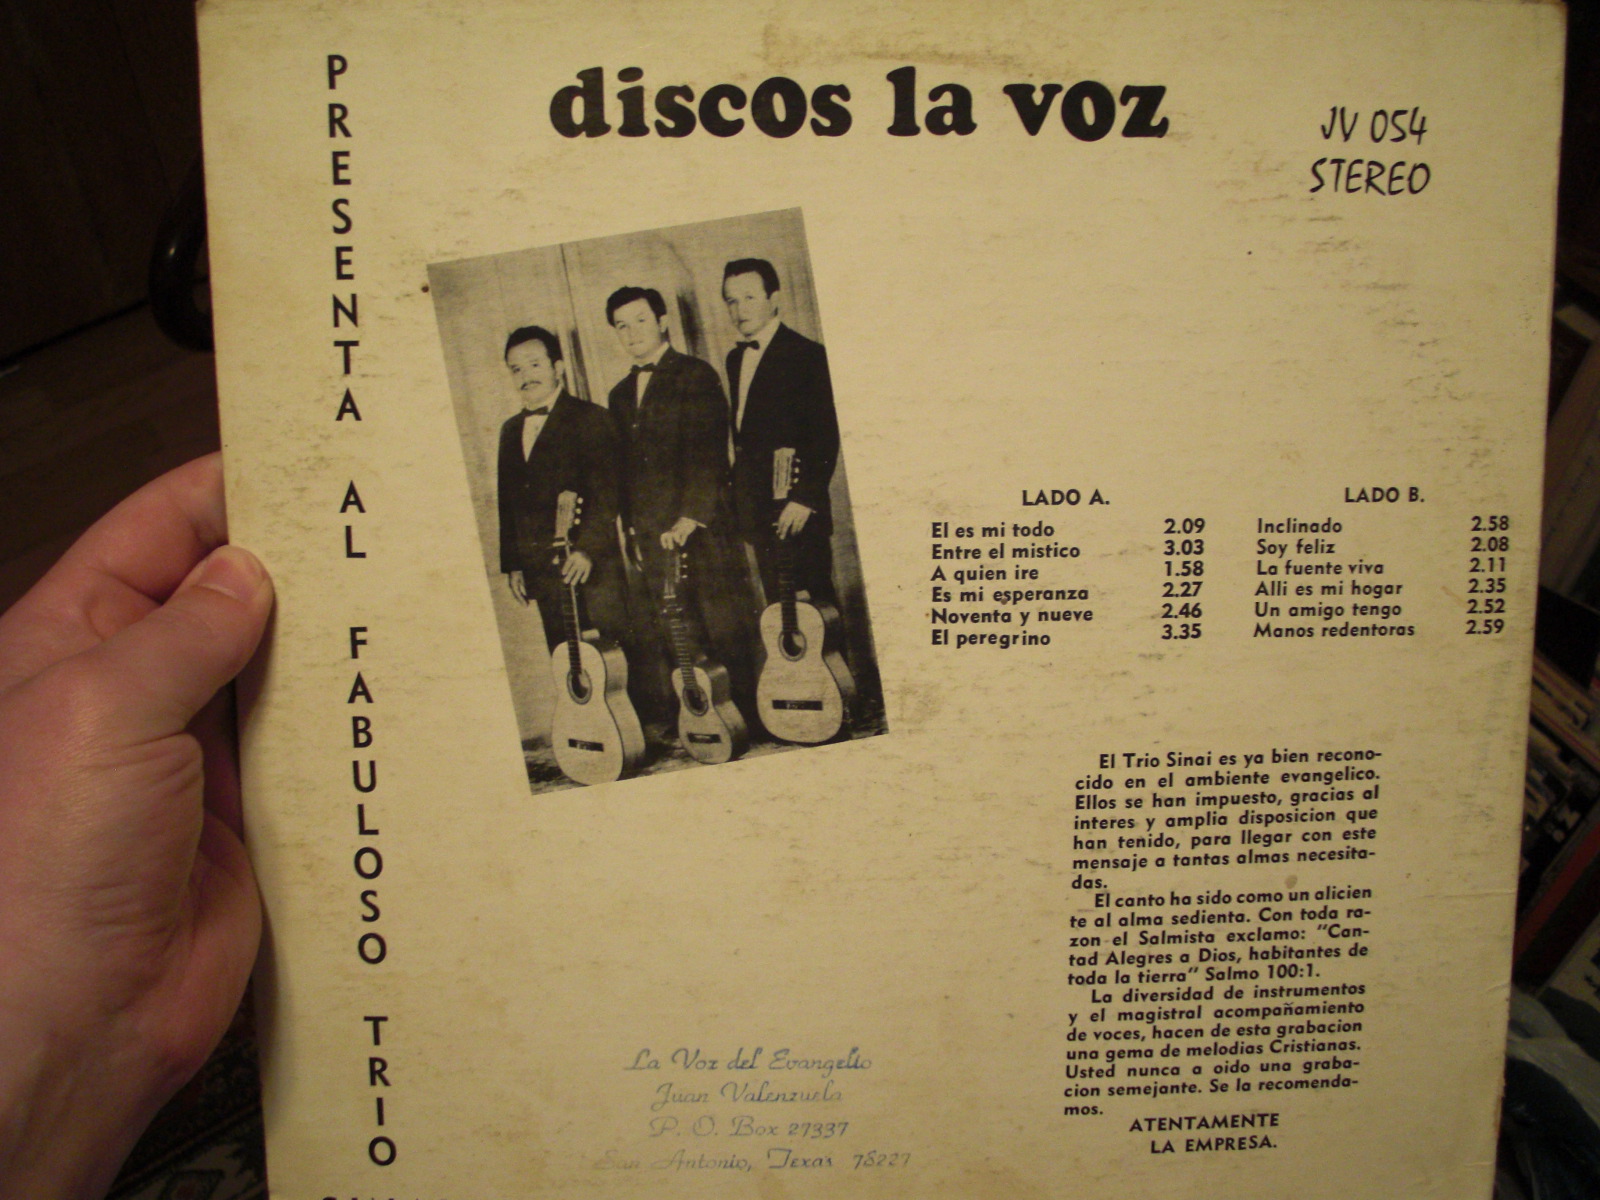 PRESENTA AL FABULOSO TRIO
discos la voz
JV 054
STEREO
LADO A.
El es mi todo 2.09
Entre el mistico 3.03
A quien ire 1.58
Es mi esperanza 2.27
Noventa y nueve 2.46
El peregrino 3.35
LADO B.
Inclinado 2.58
Soy feliz 2.08
La fuente viva 2.11
Alli es mi hogar 2.35
Un amigo tengo 2.52
Manos redentoras 2.59
El Trio Sinai es ya bien recono-
cido en el ambiente evangelico.
Ellos se han impuesto, gracias al
interes y amplia disposicion que
han tenido, para llegar con este
mensaje a tantas almas necesita-
das.
El canto ha sido como un alicien
te al alma sedienta. Con toda ra-
zon el Salmista exclamo: "Can-
tad Alegres a Dios, habitantes de
toda la tierra" Salmo 100:1.
La diversidad de instrumentos
y el magistral acompañamiento
de voces, hacen de esta grabacion
una gema de melodias Cristianas.
Usted nunca a oido una graba-
cion semejante. Se la recomenda-
mos.
ATENTAMENTE
LA EMPRESA.
La Voz del Evangelio
Juan Valenzuela
P. O. Box 27337
San Antonio, Texas 78227